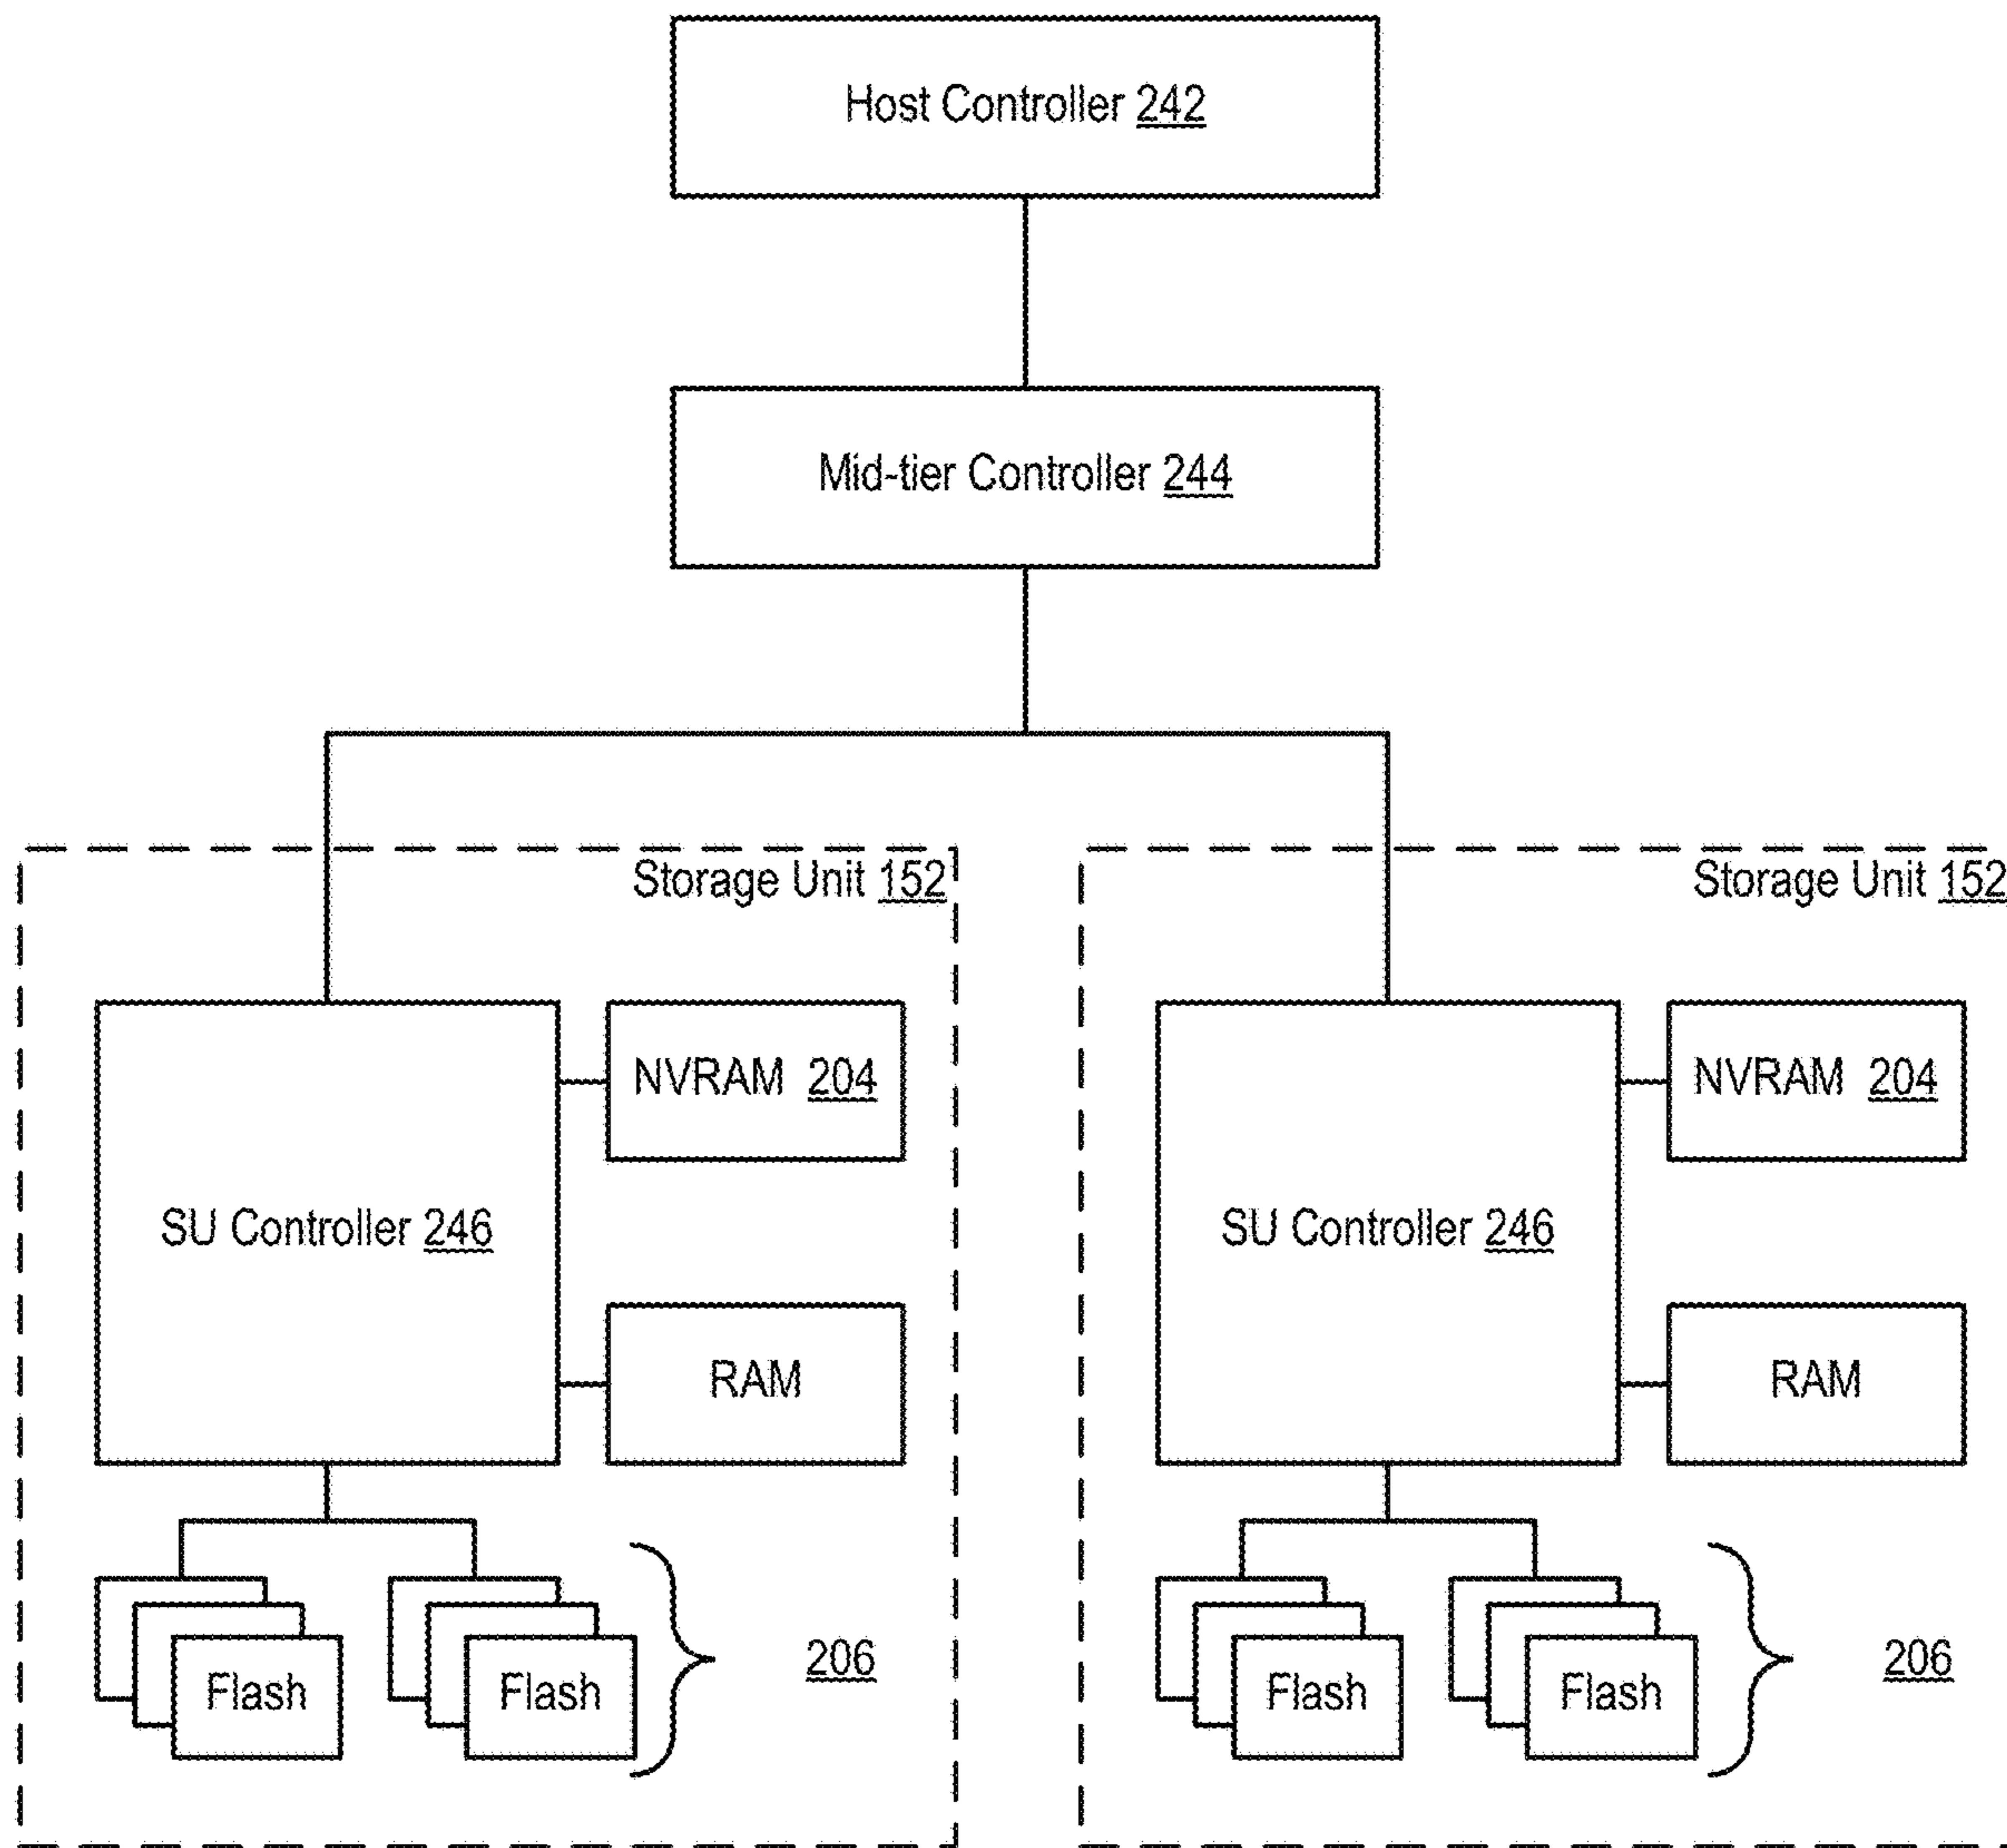 Host Controller 242
Mid-tier Controller 244
Storage Unit 152
SU Controller 246
NVRAM 204
RAM
Flash
Flash
206
Storage Unit 152
SU Controller 246
NVRAM 204
RAM
Flash
Flash
206